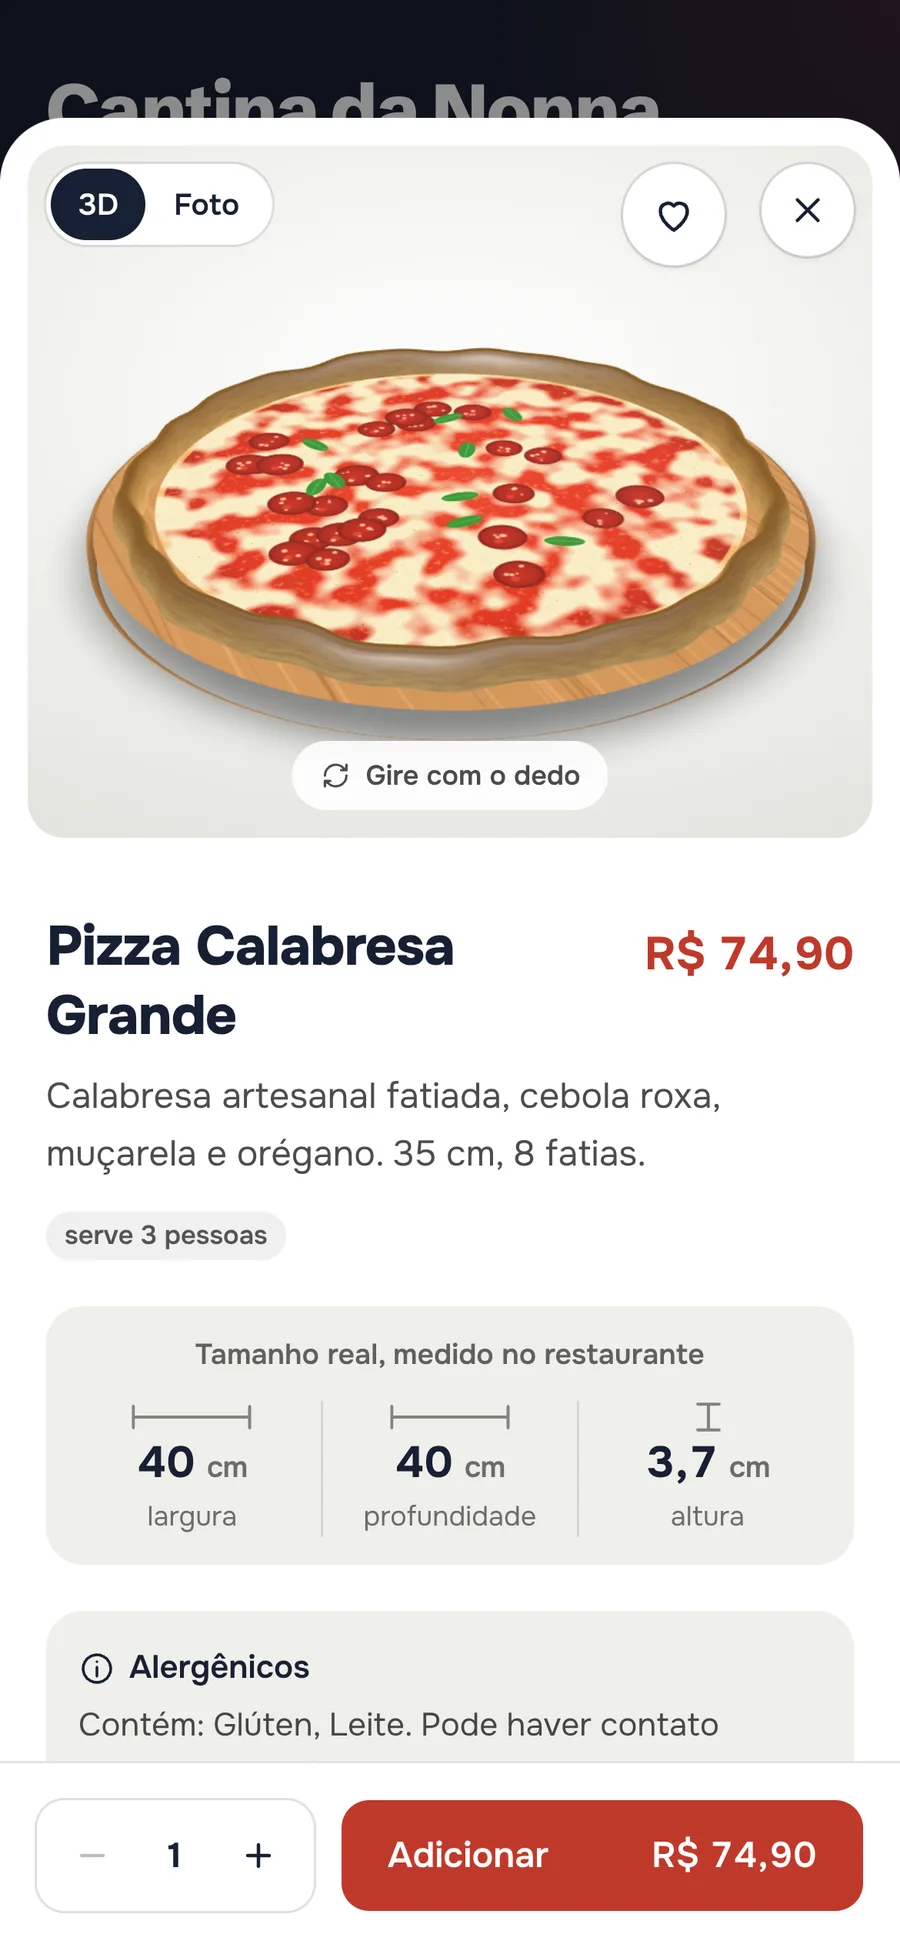 Cantina da Nonna
3D
Foto
Gire com o dedo
Pizza Calabresa
Grande
R$ 74,90
Calabresa artesanal fatiada, cebola roxa,
muçarela e orégano. 35 cm, 8 fatias.
serve 3 pessoas
Tamanho real, medido no restaurante
40 cm
largura
40 cm
profundidade
3,7 cm
altura
Alergênicos
Contém: Glúten, Leite. Pode haver contato
1
Adicionar
R$ 74,90